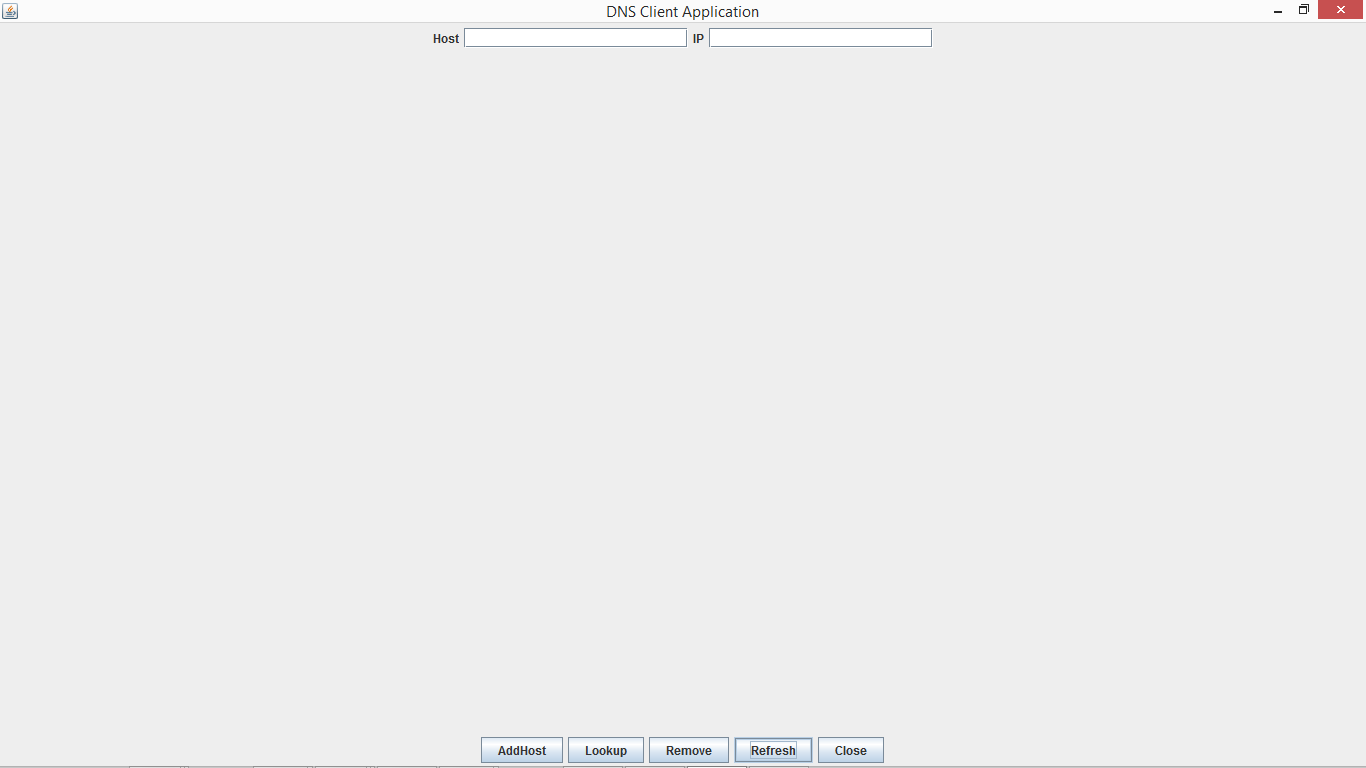 DNS Client Application
Host IP
AddHost Lookup Remove Refresh Close